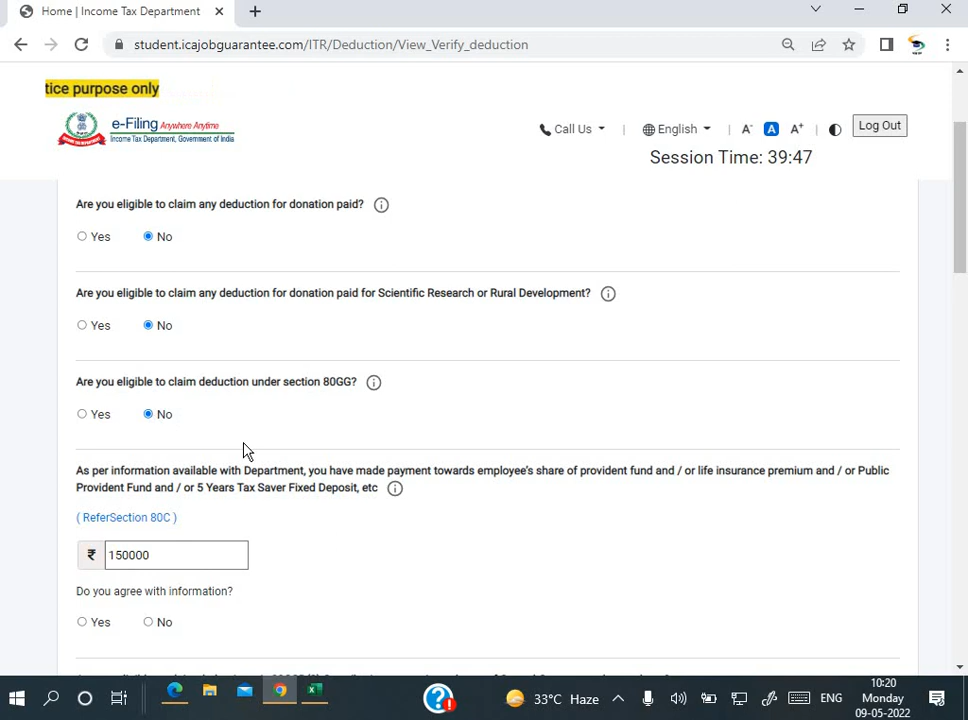 Home | Income Tax Department
student.icajobguarantee.com/ITR/Deduction/View_Verify_deduction
tice purpose only
e-Filing Anywhere Anytime
Income Tax Department, Government of India
Call Us
English
A-
A
A+
Log Out
Session Time: 39:47
Are you eligible to claim any deduction for donation paid?
Yes No
Are you eligible to claim any deduction for donation paid for Scientific Research or Rural Development?
Yes No
Are you eligible to claim deduction under section 80GG?
Yes No
As per information available with Department, you have made payment towards employee's share of provident fund and / or life insurance premium and / or Public
Provident Fund and / or 5 Years Tax Saver Fixed Deposit, etc
( ReferSection 80C )
₹ 150000
Do you agree with information?
Yes No
33°C Haze
ENG
10:20
Monday
09-05-2022